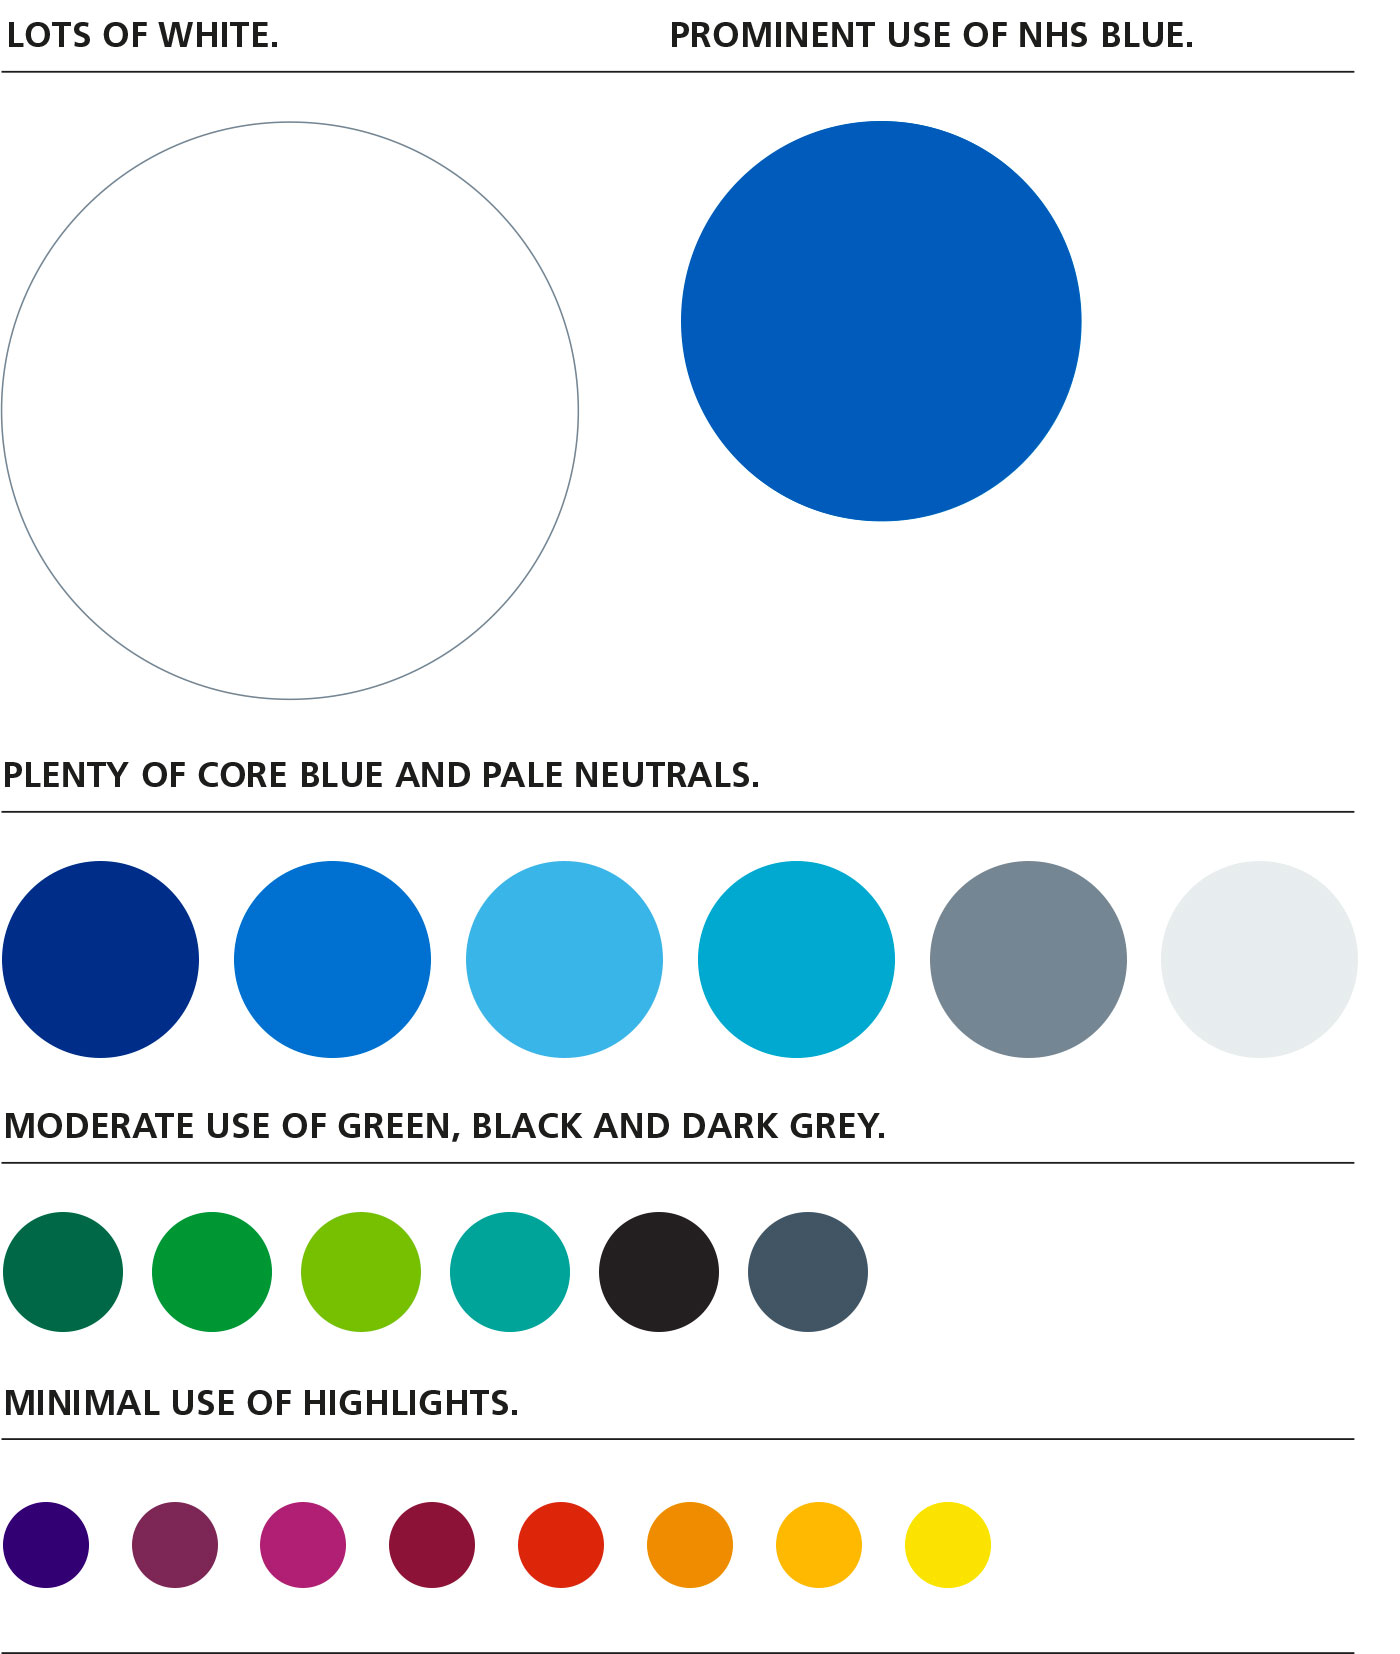 LOTS OF WHITE.
PROMINENT USE OF NHS BLUE.
PLENTY OF CORE BLUE AND PALE NEUTRALS.
MODERATE USE OF GREEN, BLACK AND DARK GREY.
MINIMAL USE OF HIGHLIGHTS.